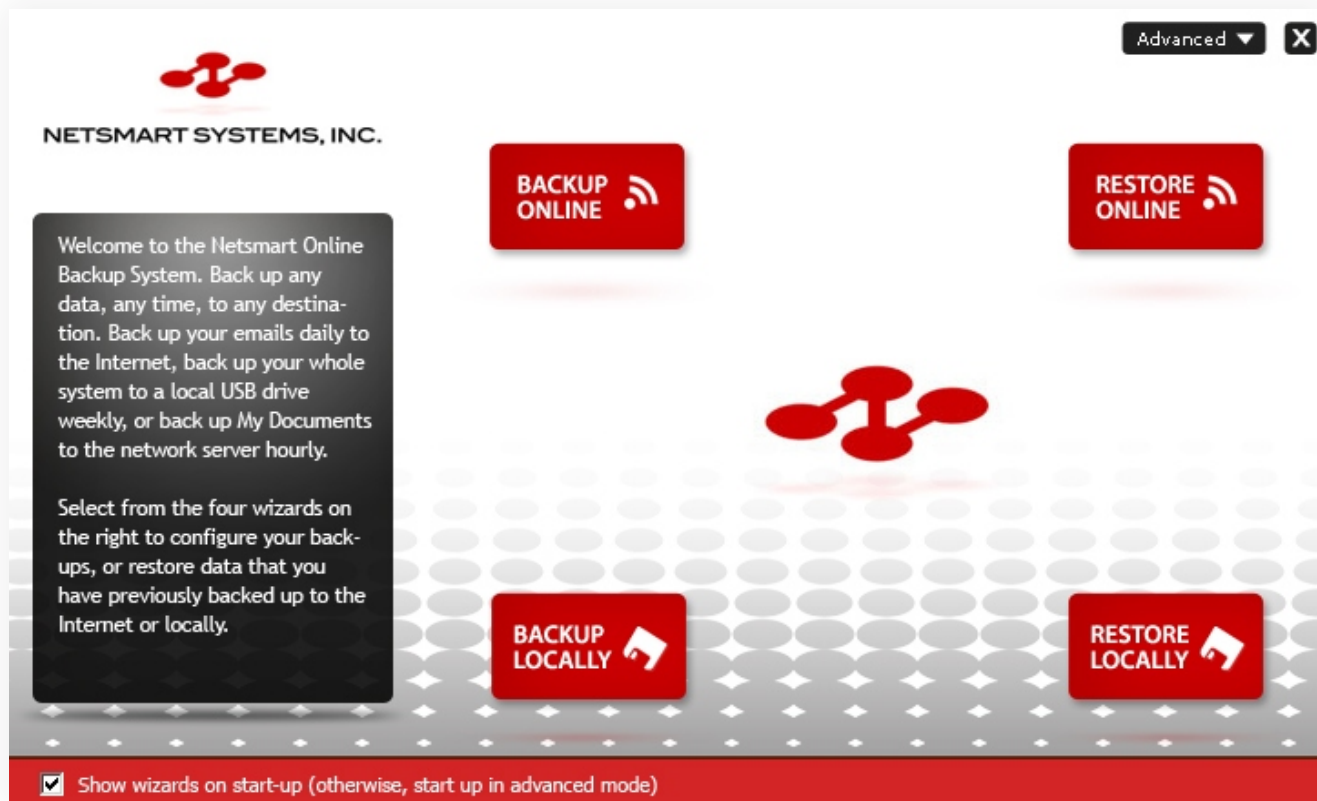 Advanced
NETSMART SYSTEMS, INC.
BACKUP
ONLINE
RESTORE
ONLINE
Welcome to the Netsmart Online
Backup System. Back up any
data, any time, to any destina-
tion. Back up your emails daily to
the Internet, back up your whole
system to a local USB drive
weekly, or back up My Documents
to the network server hourly.
Select from the four wizards on
the right to configure your back-
ups, or restore data that you
have previously backed up to the
Internet or locally.
BACKUP
LOCALLY
RESTORE
LOCALLY
Show wizards on start-up (otherwise, start up in advanced mode)